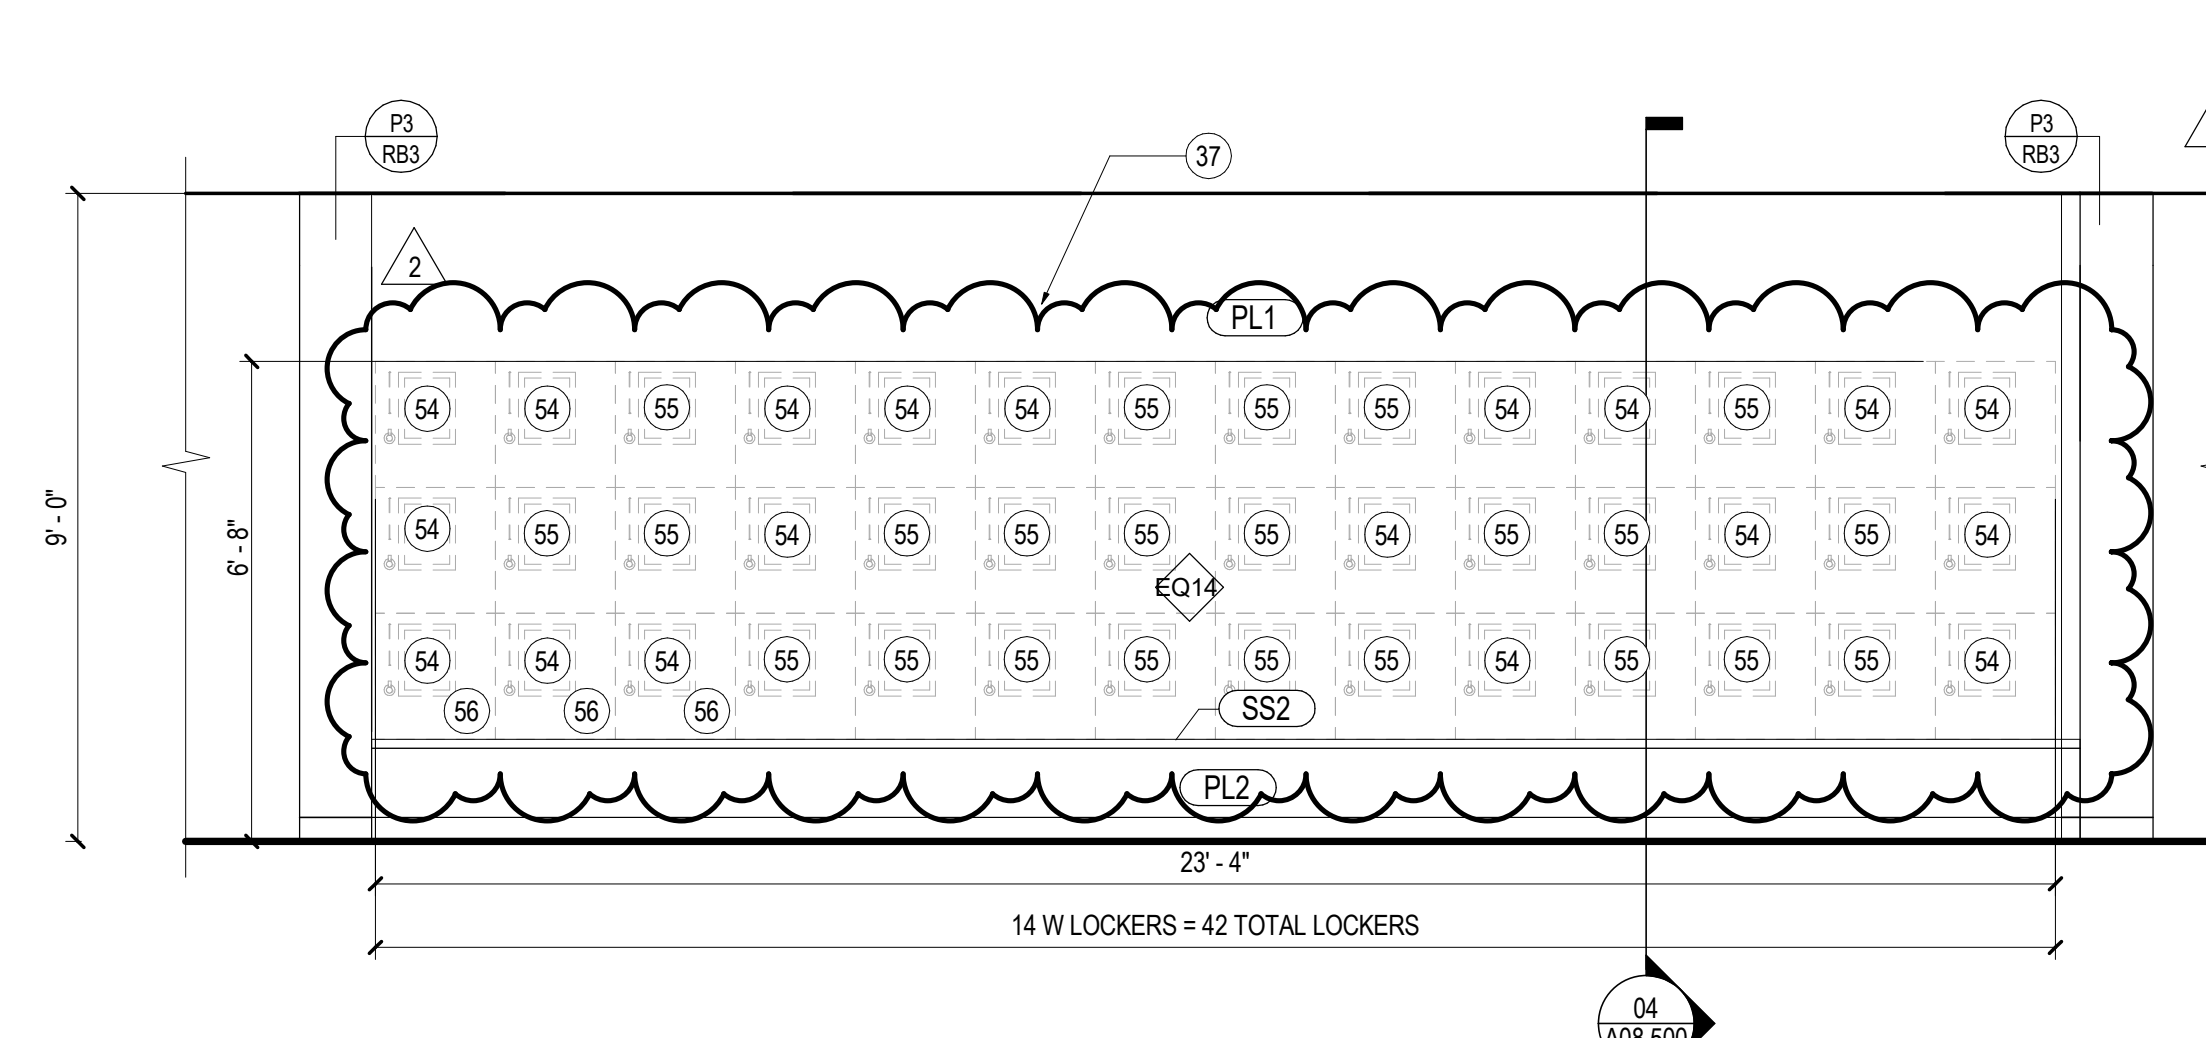 P3
RB3
37
P3
RB3
2
PL1
54 54 55 54 54 54 55 55 55 54 54 55 54 54
9' - 0"
6' - 8"
54 55 55 54 55 55 55 55 54 55 55 54 55 54
EQ14
54 54 54 55 55 55 55 55 55 54 55 55 55 54
56 56 56
SS2
PL2
23' - 4"
14 W LOCKERS = 42 TOTAL LOCKERS
04
A08.500